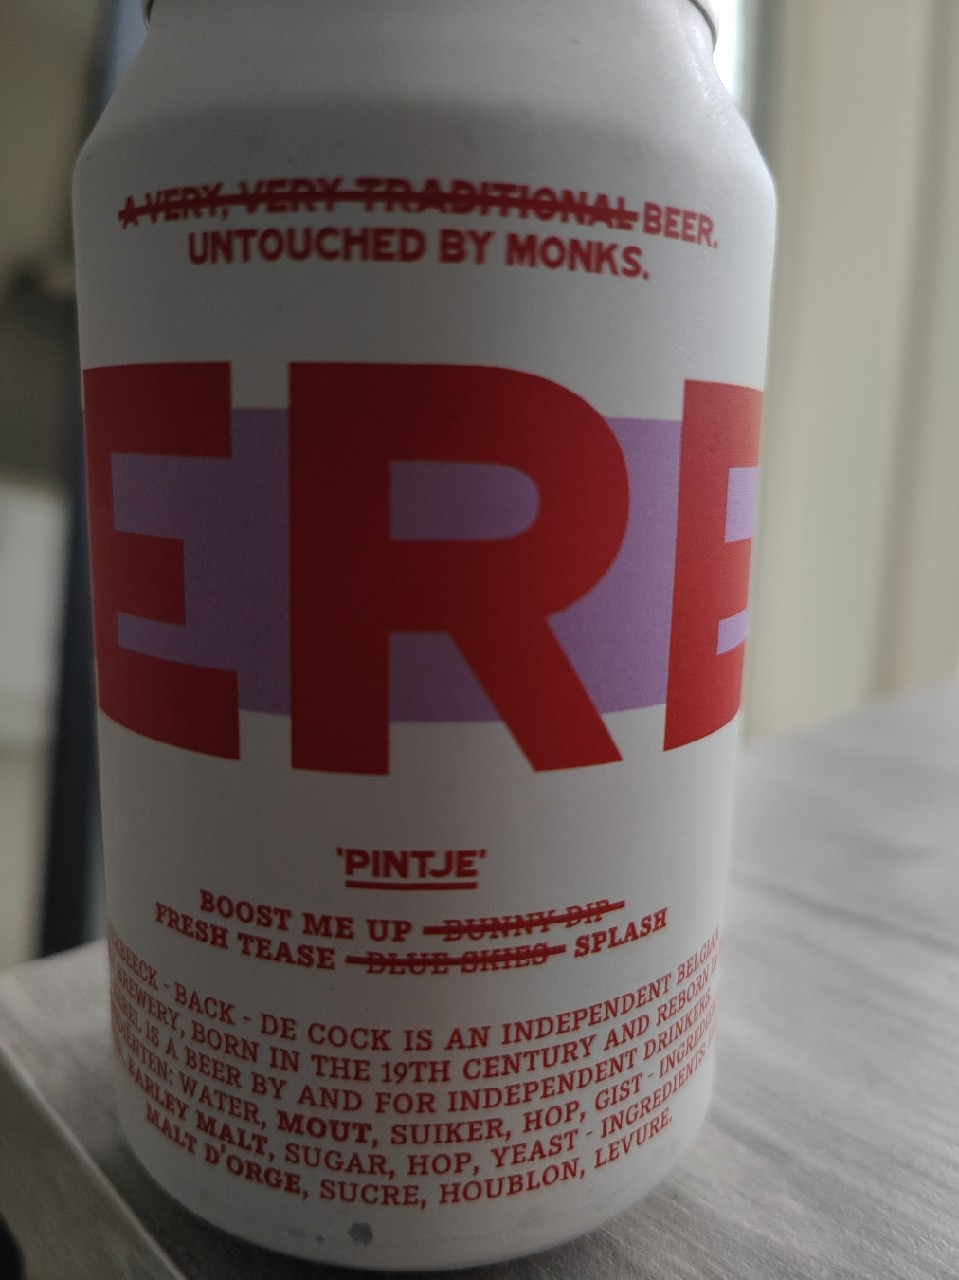 A VERY, VERY TRADITIONAL BEER.
UNTOUCHED BY MONKS.
ERE
'PINTJE'
BOOST ME UP BUNNY DIP
FRESH TEASE BLUE SKIES SPLASH
BACK - DE COCK IS AN INDEPENDENT BELGIAN
BREWERY, BORN IN THE 19TH CENTURY AND REBORN
IS A BEER BY AND FOR INDEPENDENT DRINKERS.
WATER, MOUT, SUIKER, HOP, GIST -
BARLEY MALT, SUGAR, HOP, YEAST - INGREDIENTS:
MALT D'ORGE, SUCRE, HOUBLON, LEVURE.